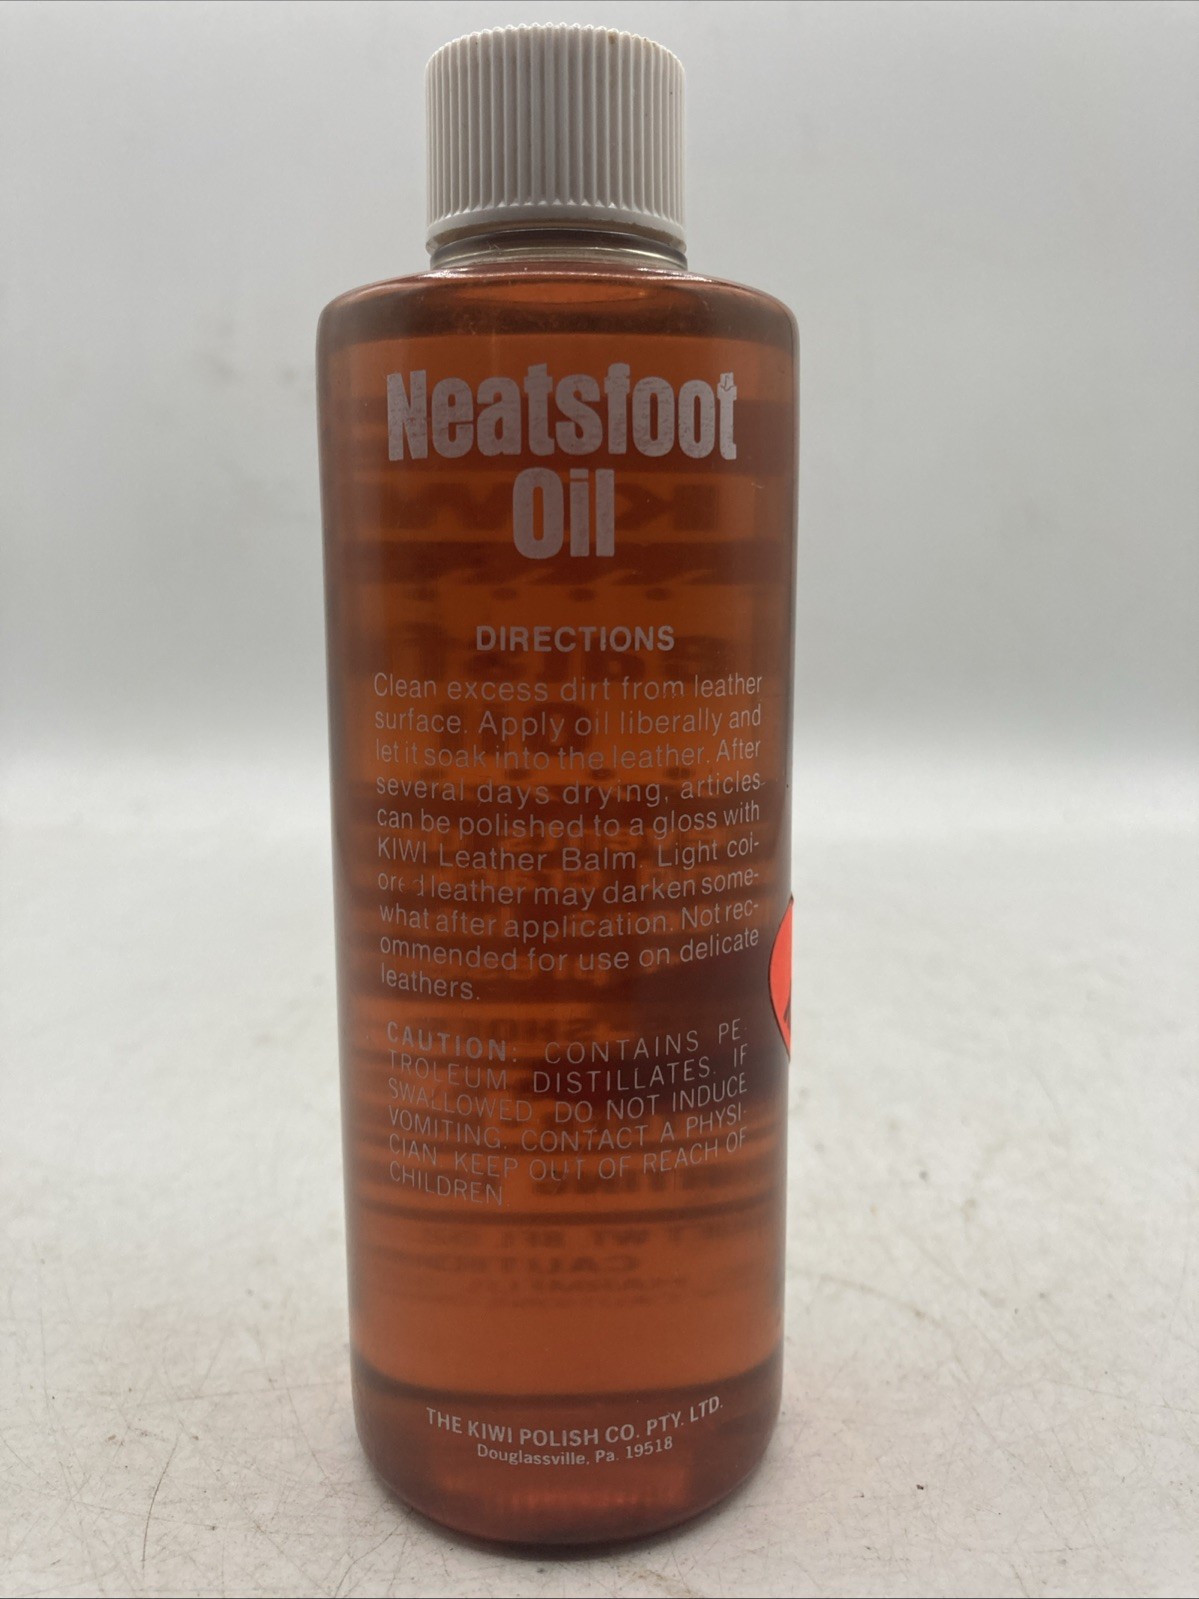 Neatsfoot
Oil
DIRECTIONS
Clean excess dirt from leather
surface. Apply oil liberally and
let it soak into the leather. After
several days drying, articles
can be polished to a gloss with
KIWI Leather Balm. Light col-
ored leather may darken some-
what after application. Not rec-
ommended for use on delicate
leathers.
CAUTION: CONTAINS PE-
TROLEUM DISTILLATES. IF
SWALLOWED DO NOT INDUCE
VOMITING. CONTACT A PHYSI-
CIAN. KEEP OUT OF REACH OF
CHILDREN.
THE KIWI POLISH CO. PTY. LTD.
Douglassville, Pa. 19518